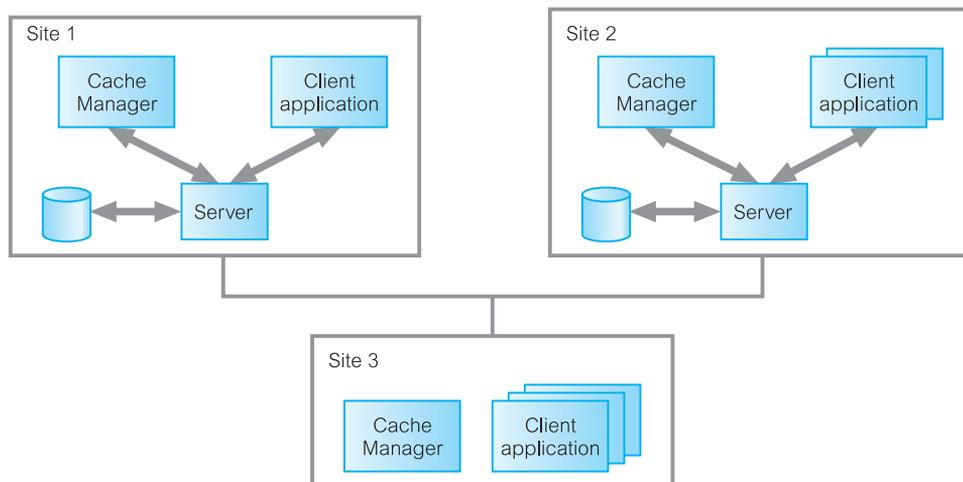 Site 1
Cache
Manager
Client
application
Server
Site 2
Cache
Manager
Client
application
Server
Site 3
Cache
Manager
Client
application